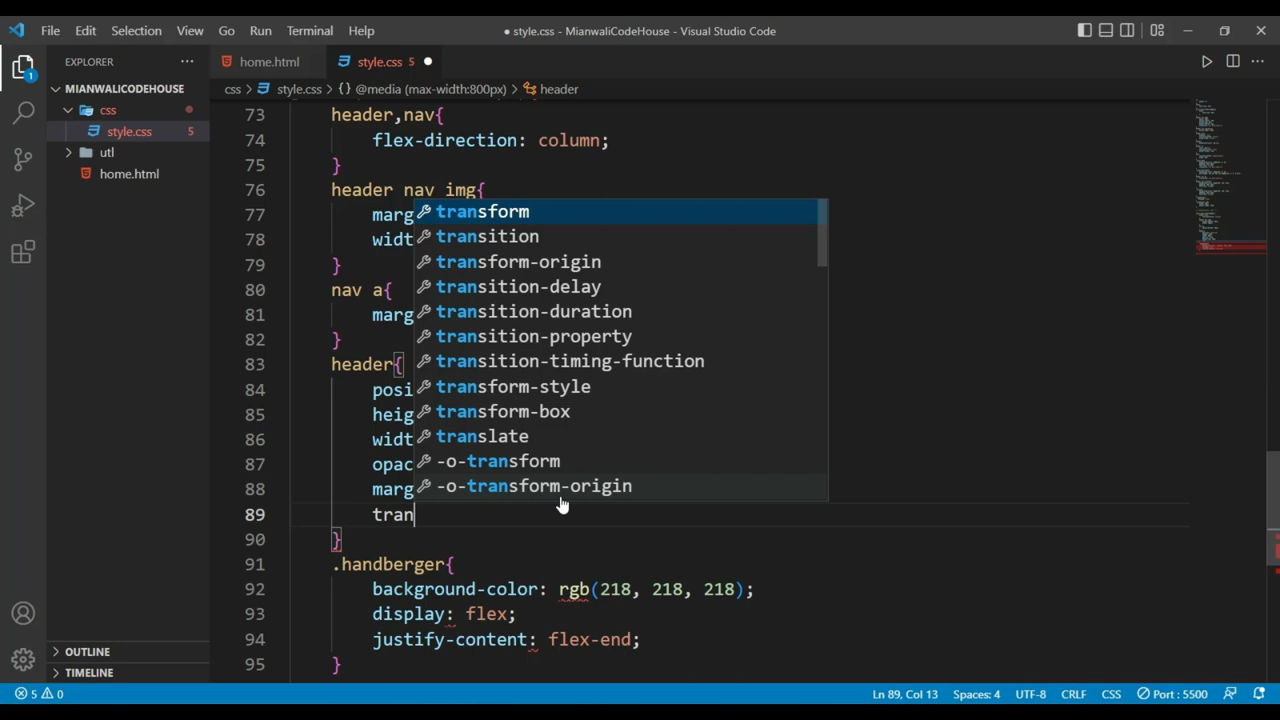 File Edit Selection View Go Run Terminal Help
● style.css - MianwaliCodeHouse - Visual Studio Code
EXPLORER ···
home.html style.css 5 ●
MIANWALICODEHOUSE
css > style.css > {} @media (max-width:800px) > header
css
style.css 5
utl
home.html
73 header,nav{
74 flex-direction: column;
75 }
76 header nav img{
77 marg
78 widt
79 }
80 nav a{
81 marg
82 }
83 header{
84 posi
85 heig
86 widt
87 opac
88 marg
89 tran
90 }
91 .handberger{
92 background-color: rgb(218, 218, 218);
93 display: flex;
94 justify-content: flex-end;
95 }
transform
transition
transform-origin
transition-delay
transition-duration
transition-property
transition-timing-function
transform-style
transform-box
translate
-o-transform
-o-transform-origin
1
OUTLINE
TIMELINE
5 0 Ln 89, Col 13 Spaces: 4 UTF-8 CRLF CSS Port : 5500